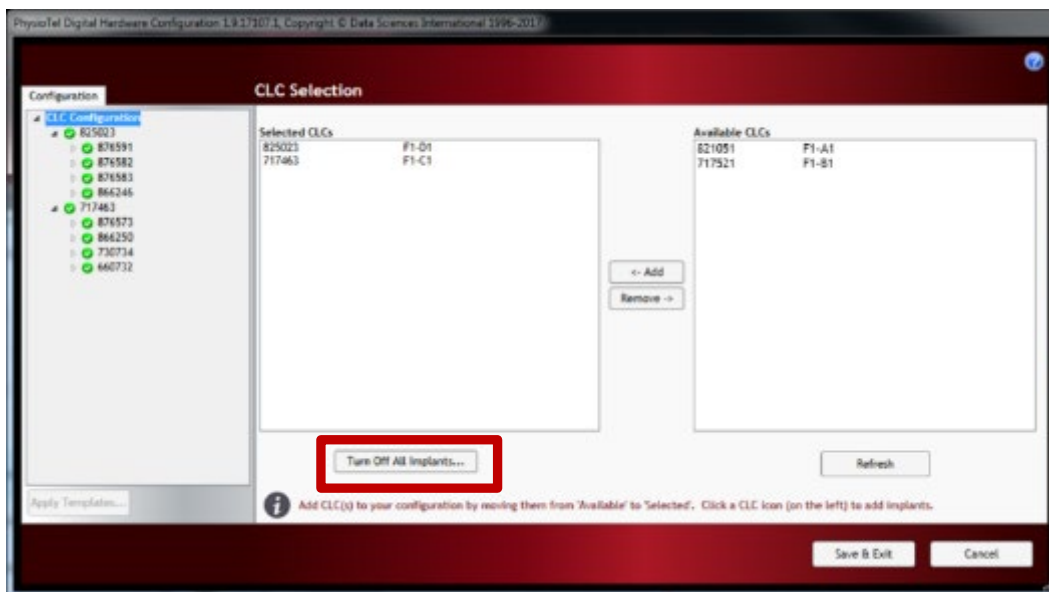 PhysioTel Digital Hardware Configuration 1.9.17107.1, Copyright © Data Sciences International 1996-2017
Configuration
CLC Selection
CLC Configuration
825023
876591
876582
876583
866246
717463
876573
866250
730734
660732
Selected CLCs
825023 F1-D1
717463 F1-C1
Available CLCs
821051 F1-A1
717521 F1-B1
<- Add
Remove ->
Turn Off All Implants...
Refresh
Apply Templates...
Add CLC(s) to your configuration by moving them from 'Available' to 'Selected'. Click a CLC icon (on the left) to add implants.
Save & Exit
Cancel